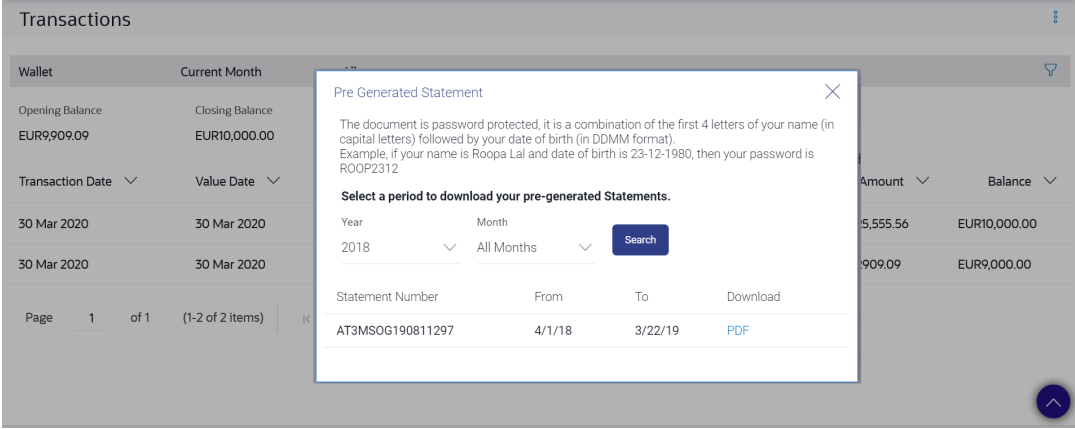 Transactions
Wallet Current Month
Opening Balance Closing Balance
EUR9,909.09 EUR10,000.00
Transaction Date Value Date Amount Balance
30 Mar 2020 30 Mar 2020 5,555.56 EUR10,000.00
30 Mar 2020 30 Mar 2020 909.09 EUR9,000.00
Page 1 of 1 (1-2 of 2 items)
Pre Generated Statement
The document is password protected, it is a combination of the first 4 letters of your name (in
capital letters) followed by your date of birth (in DDMM format).
Example, if your name is Roopa Lal and date of birth is 23-12-1980, then your password is
ROOP2312
Select a period to download your pre-generated Statements.
Year Month
2018 All Months Search
Statement Number From To Download
AT3MSOG190811297 4/1/18 3/22/19 PDF